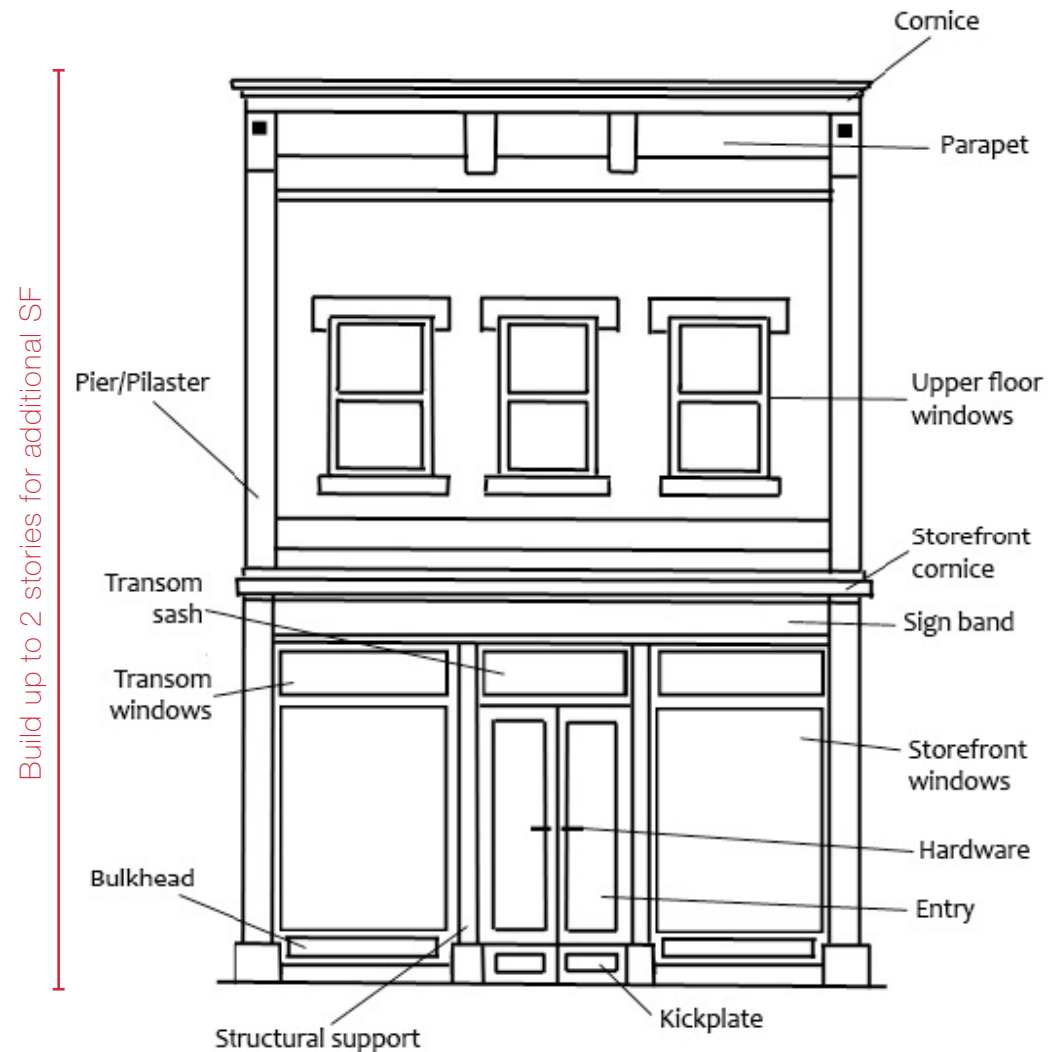 Cornice
Parapet
Build up to 2 stories for additional SF
Pier/Pilaster
Upper floor
windows
Storefront
cornice
Transom
sash
Sign band
Transom
windows
Storefront
windows
Hardware
Bulkhead
Entry
Kickplate
Structural support